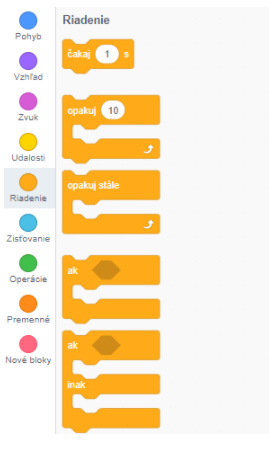 Pohyb
Vzhľad
Zvuk
Udalosti
Riadenie
Zisťovanie
Operácie
Premenné
Nové bloky
Riadenie
čakaj 1 s
opakuj 10
opakuj stále
ak
ak
inak